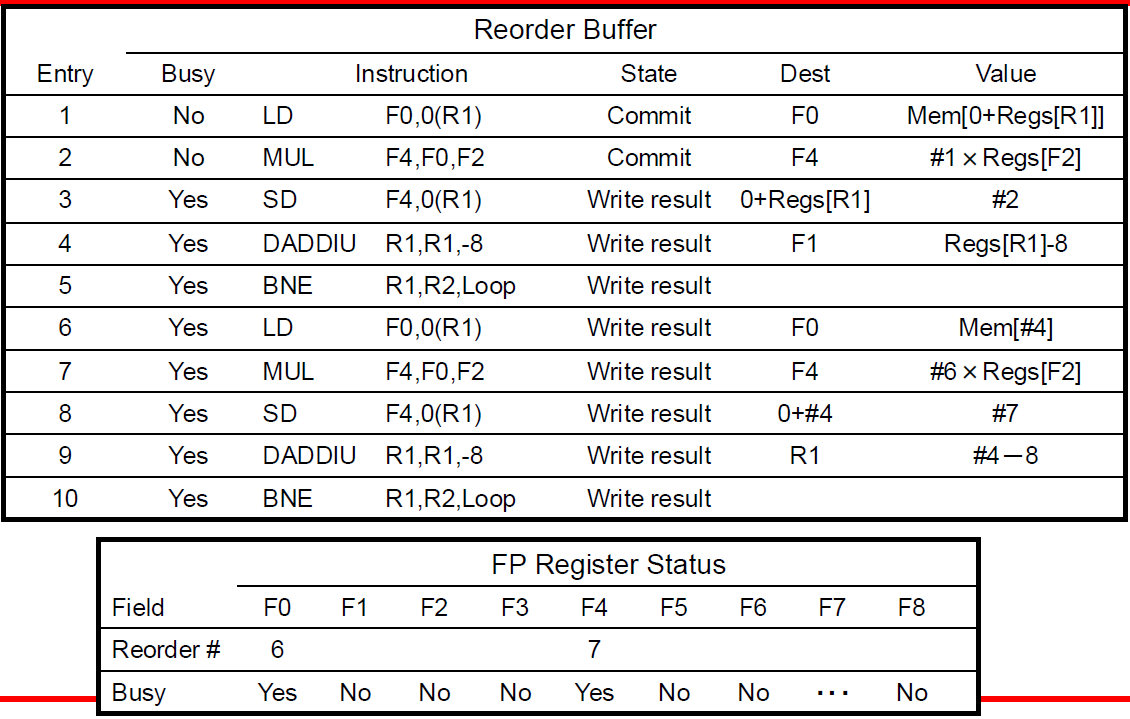 Reorder Buffer
Entry Busy Instruction State Dest Value
1 No LD F0,0(R1) Commit F0 Mem[0+Regs[R1]]
2 No MUL F4,F0,F2 Commit F4 #1 × Regs[F2]
3 Yes SD F4,0(R1) Write result 0+Regs[R1] #2
4 Yes DADDIU R1,R1,-8 Write result F1 Regs[R1]-8
5 Yes BNE R1,R2,Loop Write result
6 Yes LD F0,0(R1) Write result F0 Mem[#4]
7 Yes MUL F4,F0,F2 Write result F4 #6 × Regs[F2]
8 Yes SD F4,0(R1) Write result 0+#4 #7
9 Yes DADDIU R1,R1,-8 Write result R1 #4－8
10 Yes BNE R1,R2,Loop Write result
FP Register Status
Field F0 F1 F2 F3 F4 F5 F6 F7 F8
Reorder # 6 7
Busy Yes No No No Yes No No ··· No